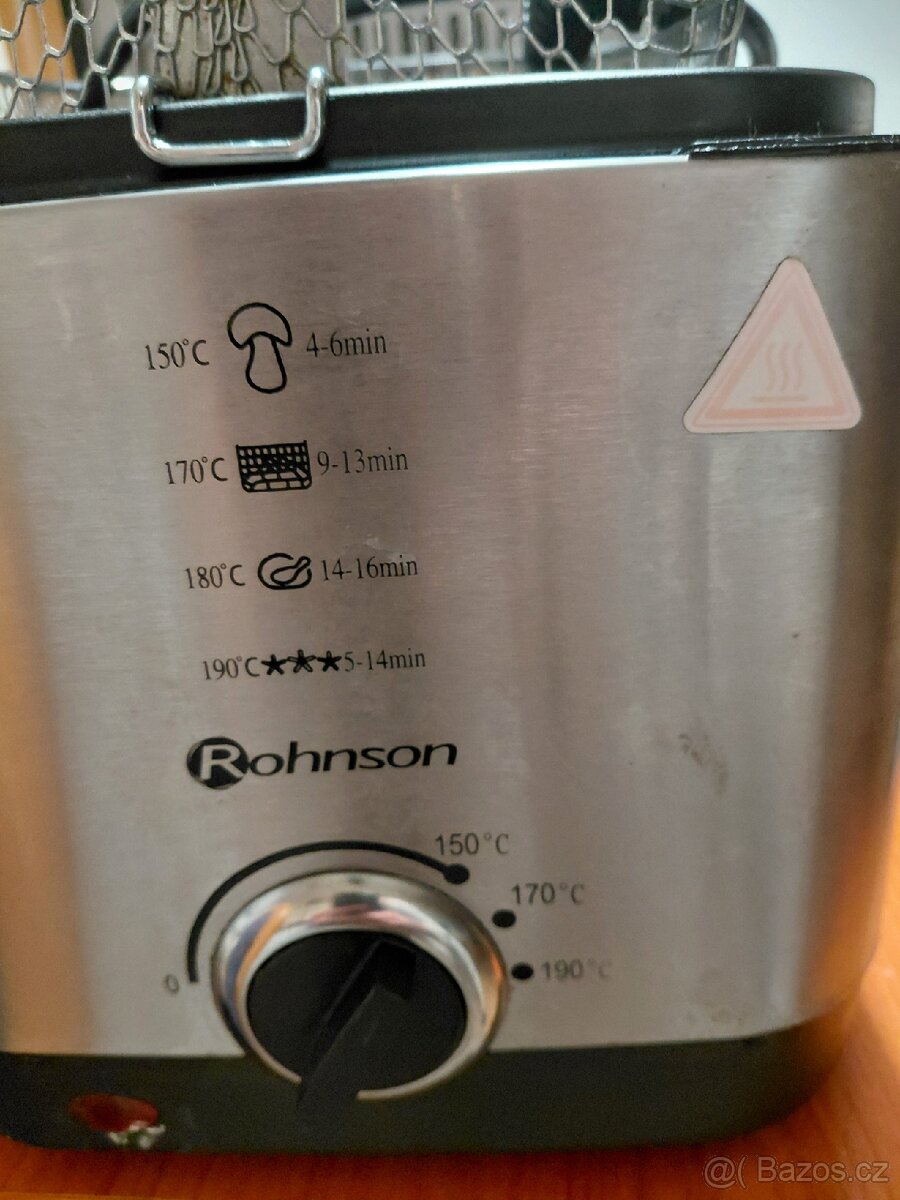 150°C 4-6min
170°C 9-13min
180°C 14-16min
190°C★★★5-14min
Rohnson
150°C
170°C
190°C
0
@( Bazos.cz